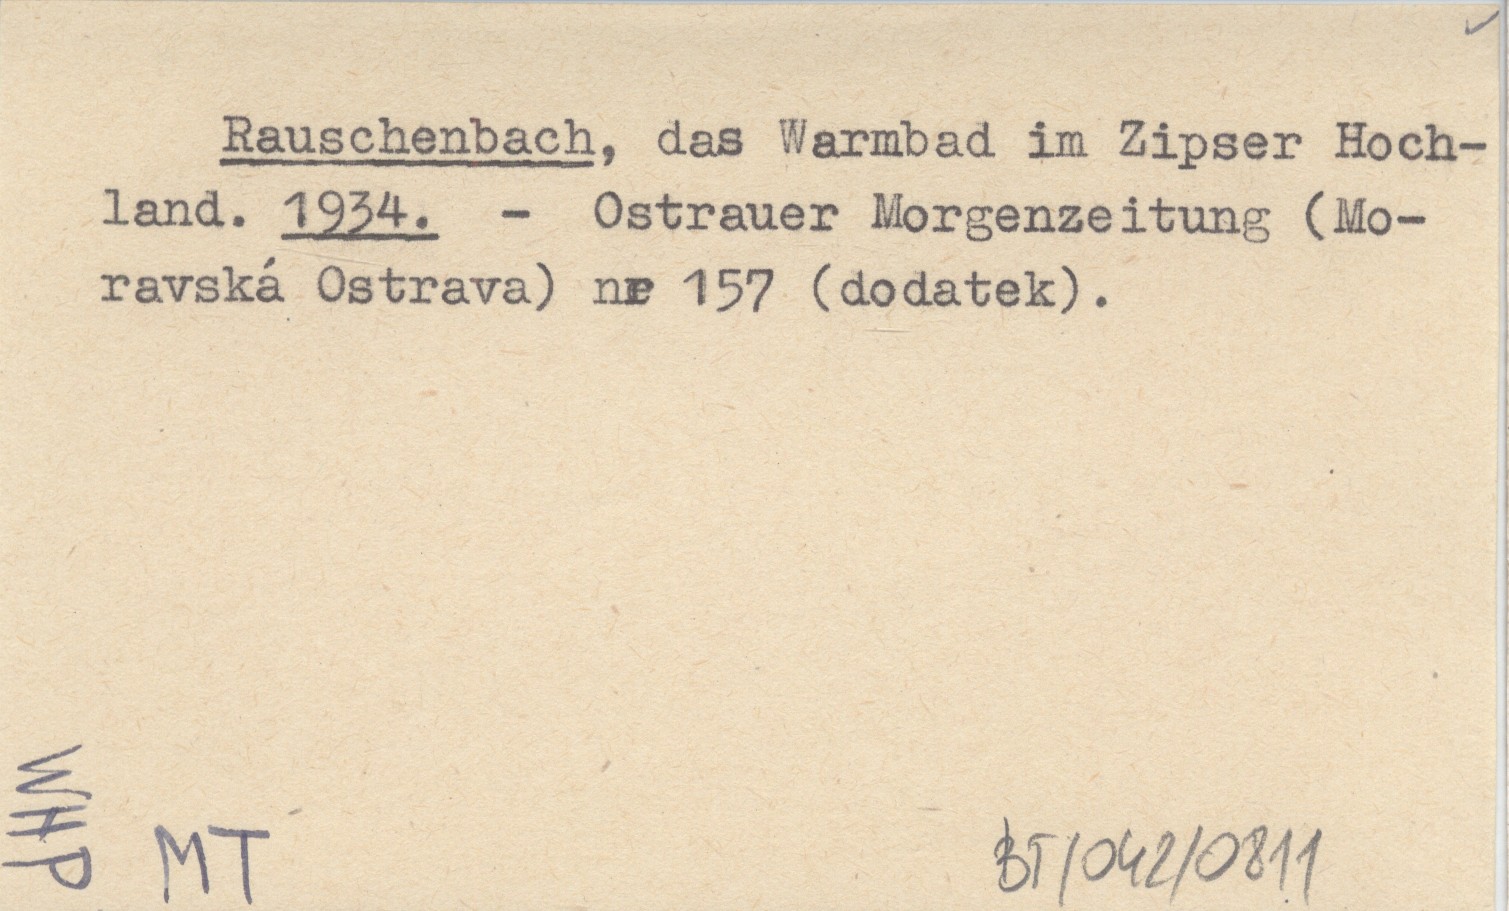 Rauschenbach, das Warmbad im Zipser Hoch-
land. 1934. - Ostrauer Morgenzeitung (Mo-
ravská Ostrava) nr 157 (dodatek).
WHP
MT
BT/042/0811